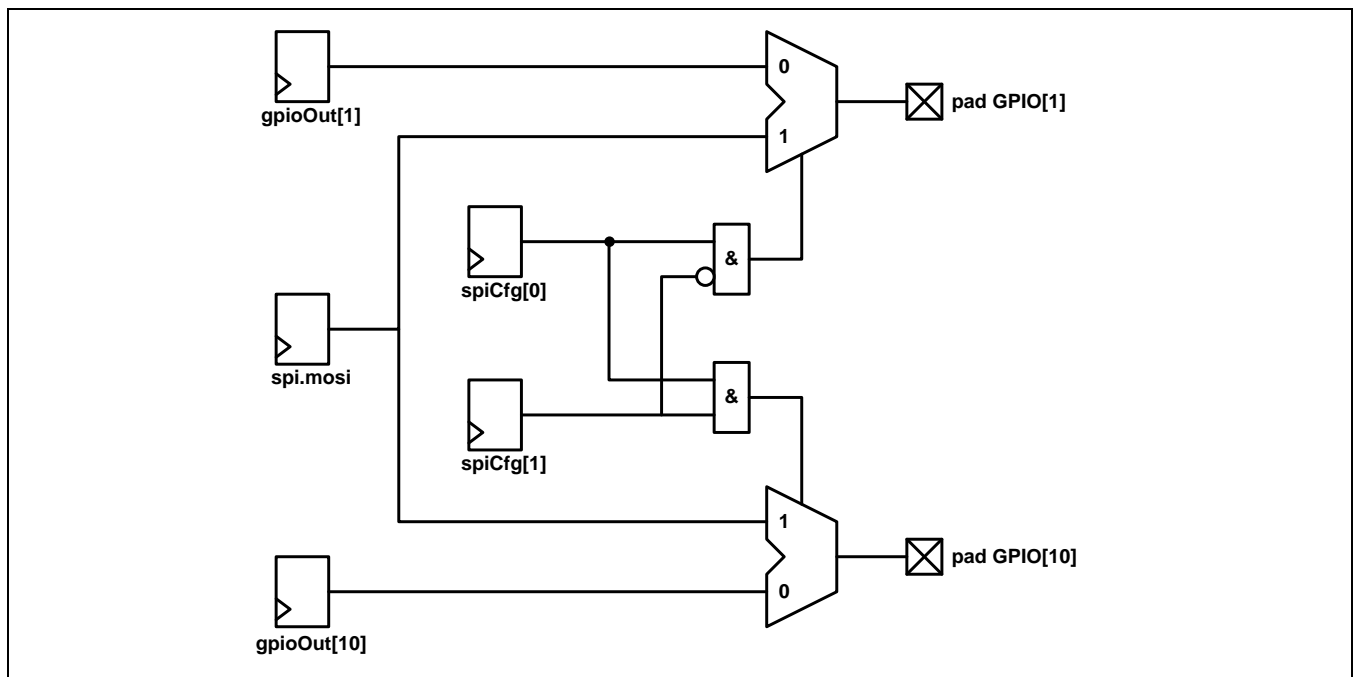 0
pad GPIO[1]
gpioOut[1]
1
&
spiCfg[0]
spi.mosi
&
spiCfg[1]
1
pad GPIO[10]
0
gpioOut[10]